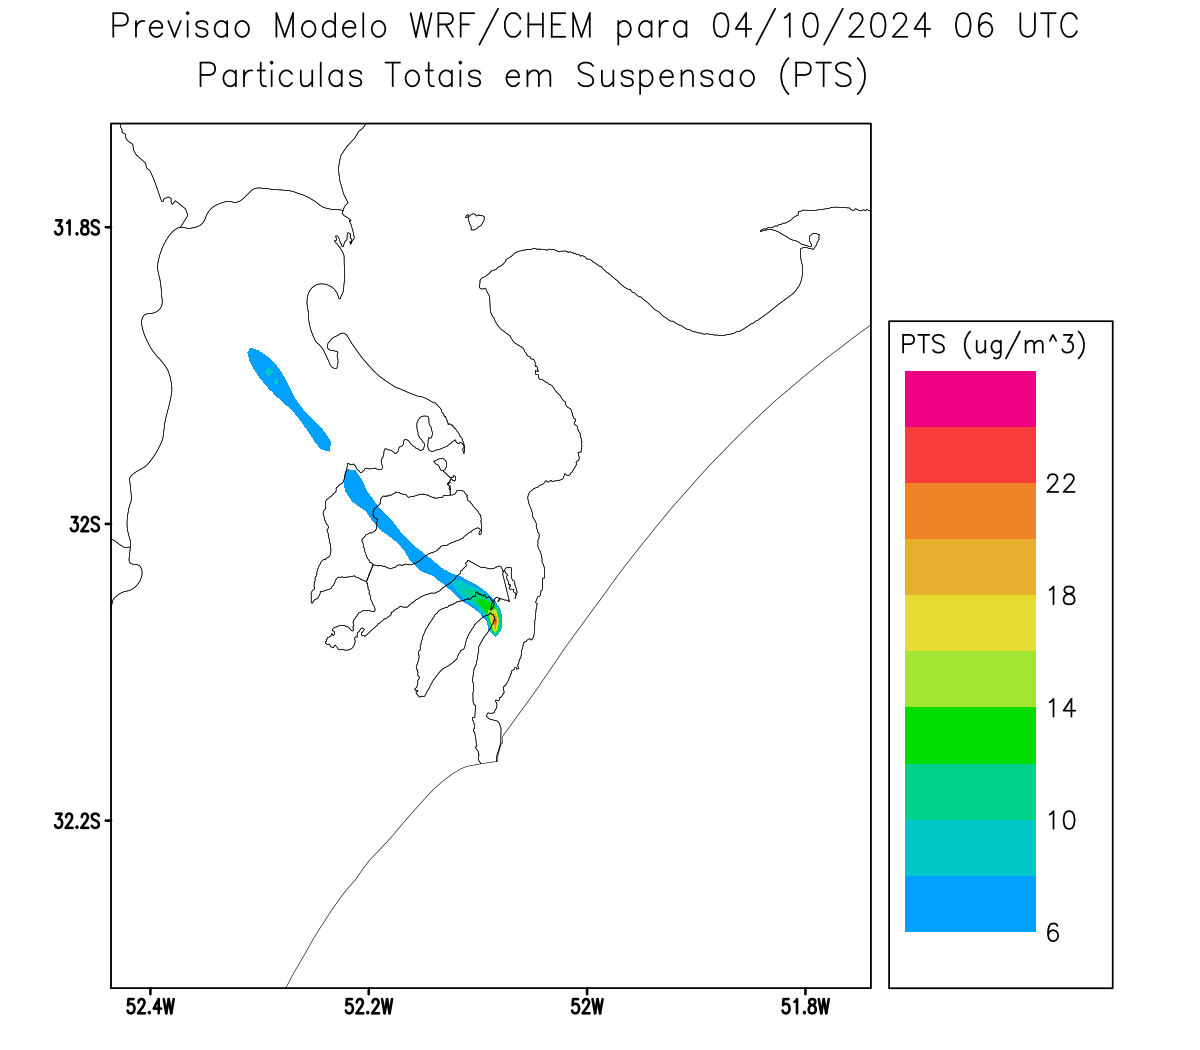 Previsao Modelo WRF/CHEM para 04/10/2024 06 UTC
Particulas Totais em Suspensao (PTS)
31.8S
32S
32.2S
52.4W
52.2W
52W
51.8W
PTS (ug/m^3)
22
18
14
10
6